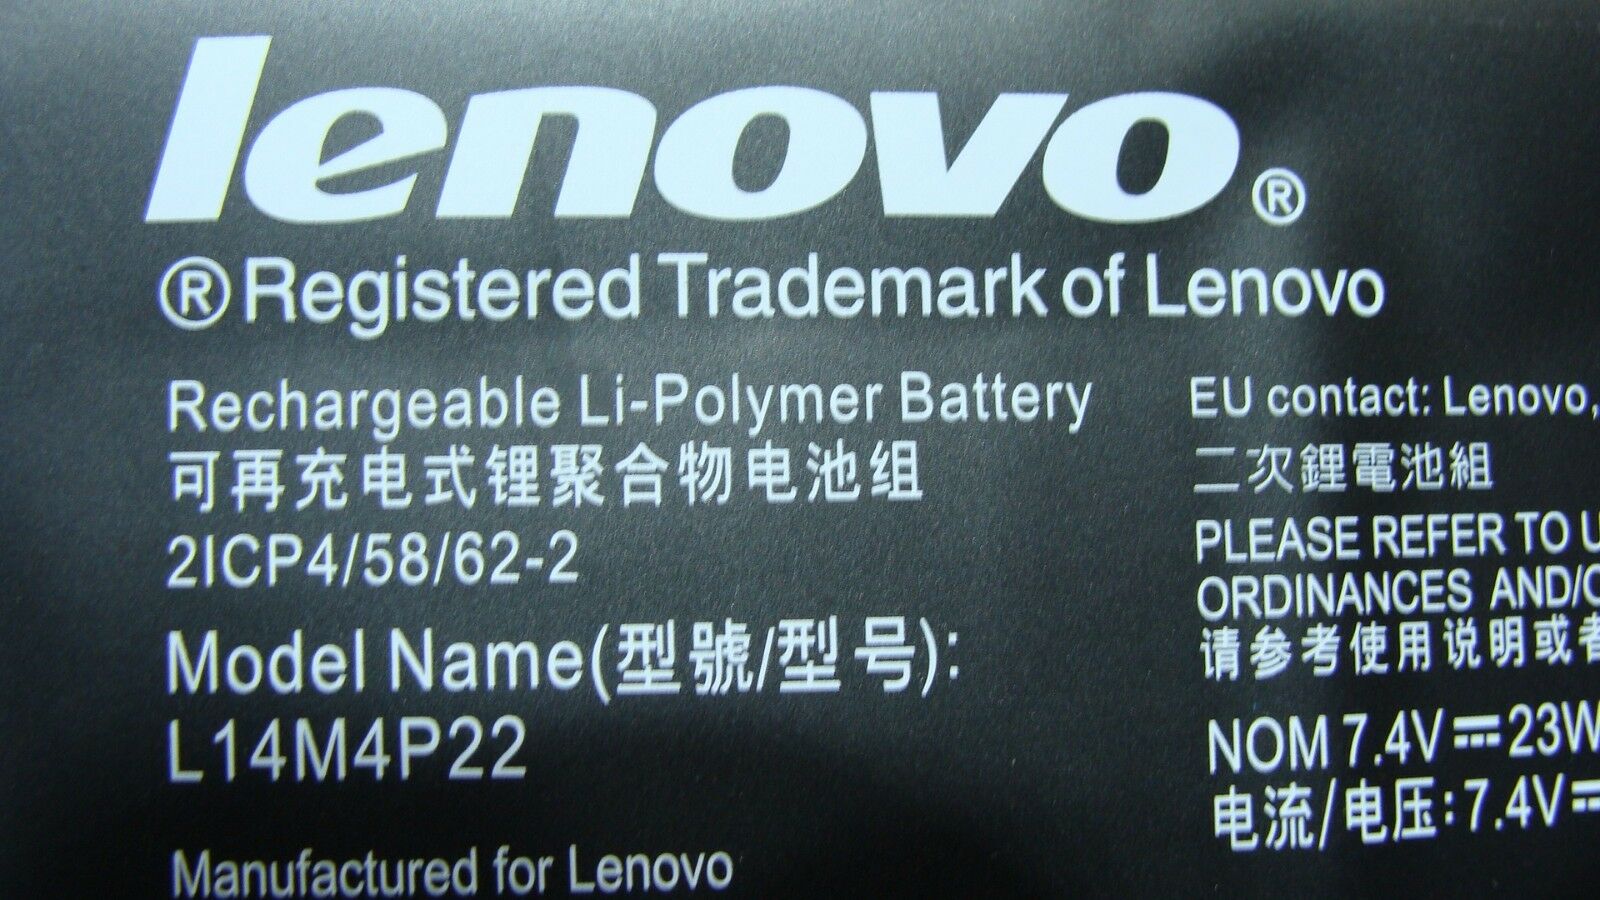 lenovo®
®Registered Trademark of Lenovo
Rechargeable Li-Polymer Battery
可再充电式锂聚合物电池组
2ICP4/58/62-2
Model Name(型號/型号):
L14M4P22
Manufactured for Lenovo
EU contact: Lenovo,
二次鋰電池組
PLEASE REFER TO
ORDINANCES AND/
请参考使用说明或者
NOM 7.4V⎓23W
电流/电压:7.4V⎓